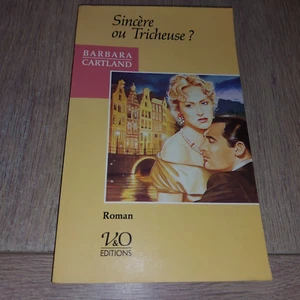 Sincère
ou Tricheuse ?
BARBARA
CARTLAND
Roman
V&O
EDITIONS